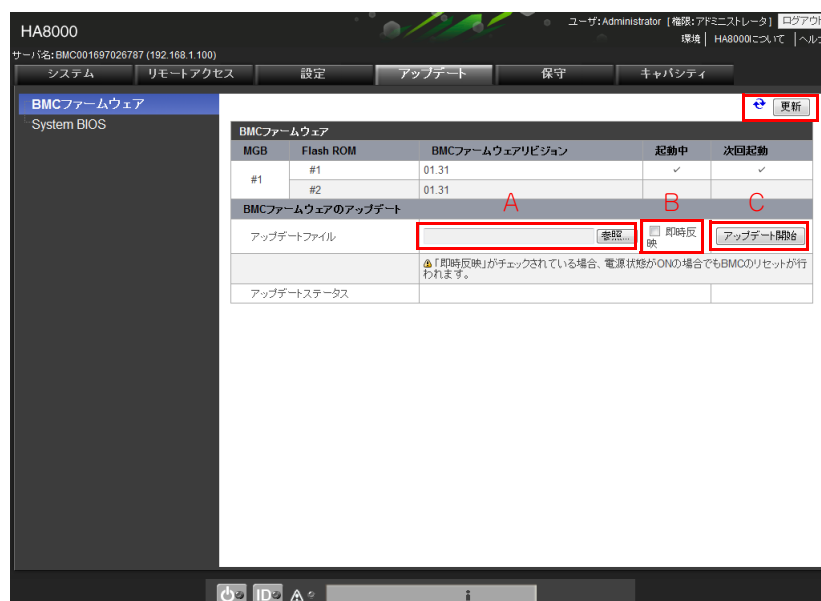 HA8000
ユーザ:Administrator [権限:アドミニストレータ] ログアウト
環境 | HA8000について | ヘル
サーバ名:BMC001697026787 (192.168.1.100)
システム リモートアクセス 設定 アップデート 保守 キャパシティ
BMCファームウェア
System BIOS
更新
BMCファームウェア
MGB Flash ROM BMCファームウェアリビジョン 起動中 次回起動
#1 #1 01.31 ✓ ✓
#2 01.31
BMCファームウェアのアップデート
A B C
アップデートファイル 参照... 即時反映 アップデート開始
「即時反映」がチェックされている場合、電源状態がONの場合でもBMCのリセットが行
われます。
アップデートステータス
ID